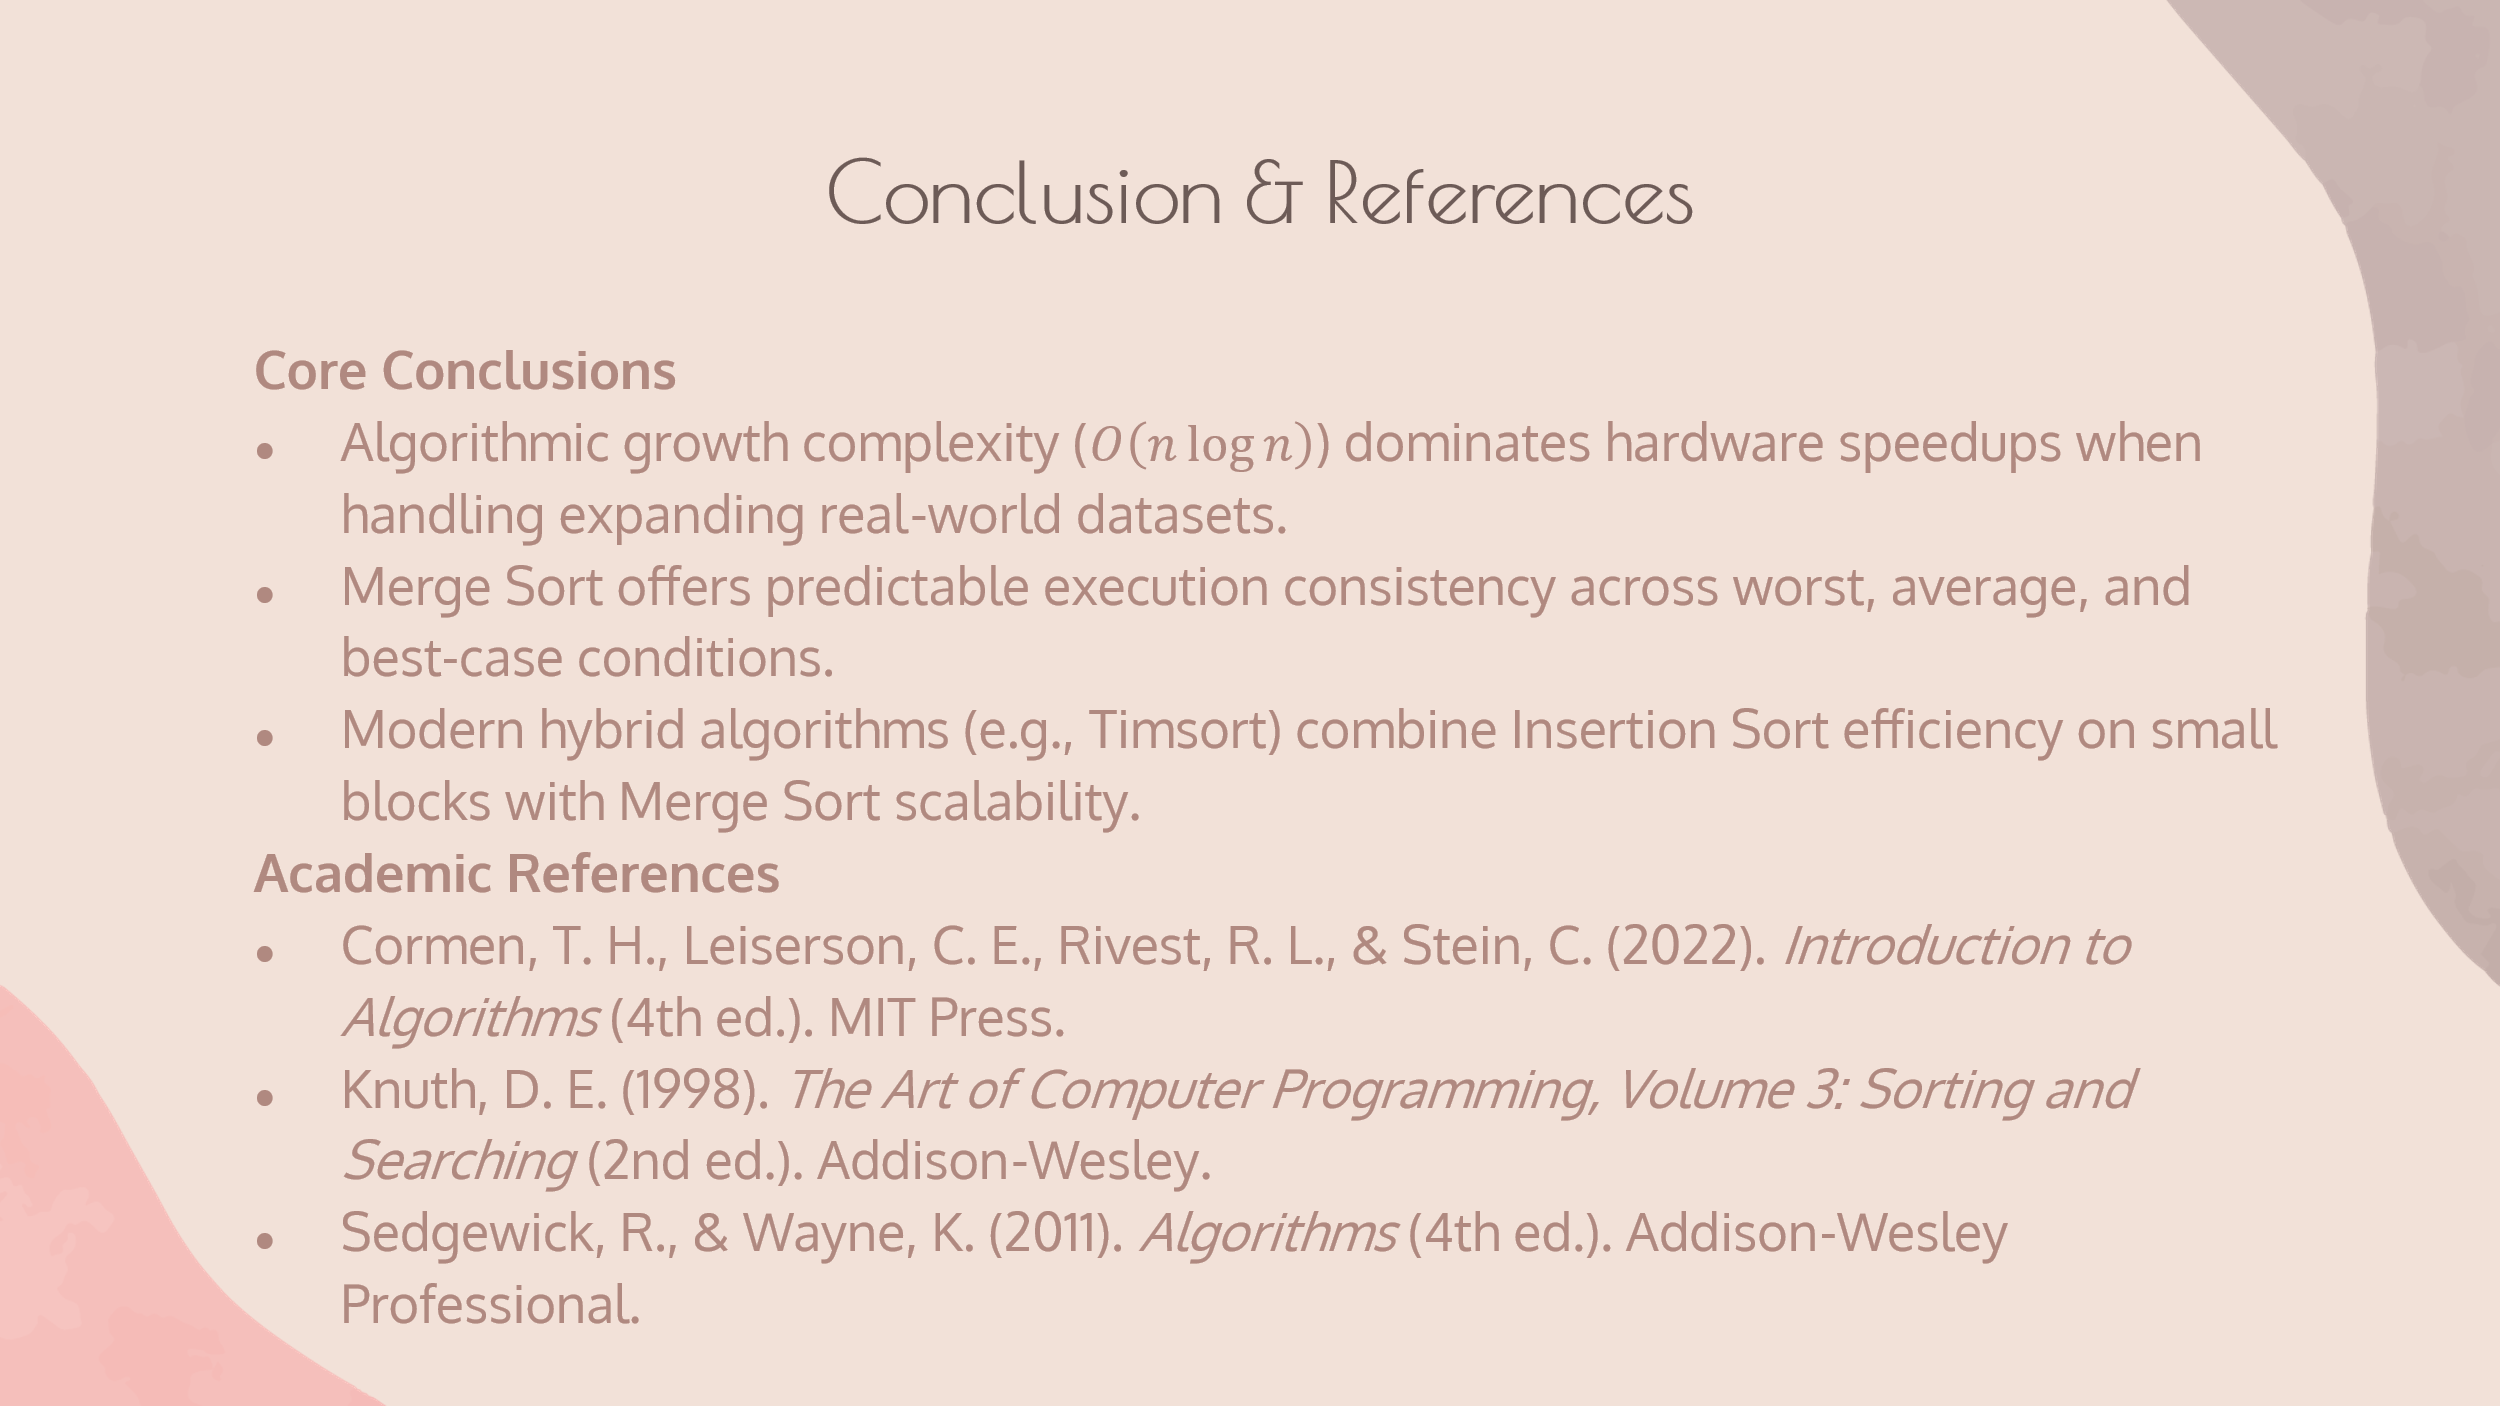 Conclusion & References
Core Conclusions
• Algorithmic growth complexity (O(n log n)) dominates hardware speedups when
handling expanding real-world datasets.
• Merge Sort offers predictable execution consistency across worst, average, and
best-case conditions.
• Modern hybrid algorithms (e.g., Timsort) combine Insertion Sort efficiency on small
blocks with Merge Sort scalability.
Academic References
• Cormen, T. H., Leiserson, C. E., Rivest, R. L., & Stein, C. (2022). Introduction to
Algorithms (4th ed.). MIT Press.
• Knuth, D. E. (1998). The Art of Computer Programming, Volume 3: Sorting and
Searching (2nd ed.). Addison-Wesley.
• Sedgewick, R., & Wayne, K. (2011). Algorithms (4th ed.). Addison-Wesley
Professional.